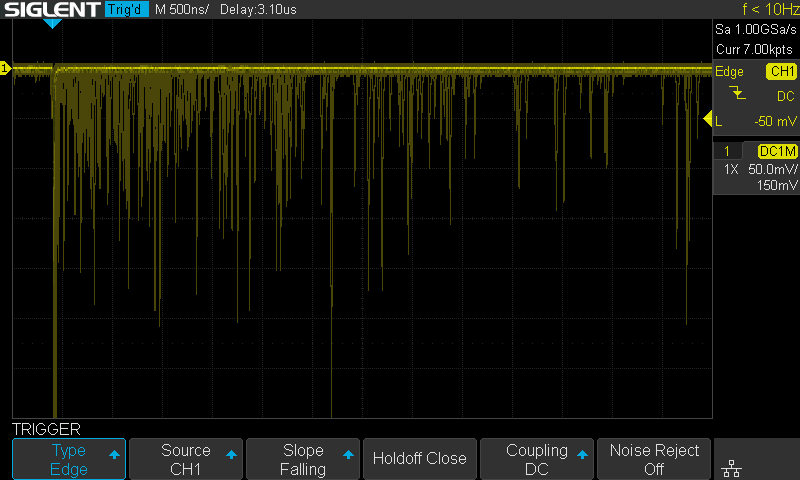 SIGLENT Trig'd M 500ns/ Delay:3.10us f < 10Hz
Sa 1.00GSa/s
Curr 7.00kpts
Edge CH1
DC
L -50 mV
1 DC1M
1X 50.0mV/
150mV
1
TRIGGER
Type
Edge
Source
CH1
Slope
Falling
Holdoff Close
Coupling
DC
Noise Reject
Off